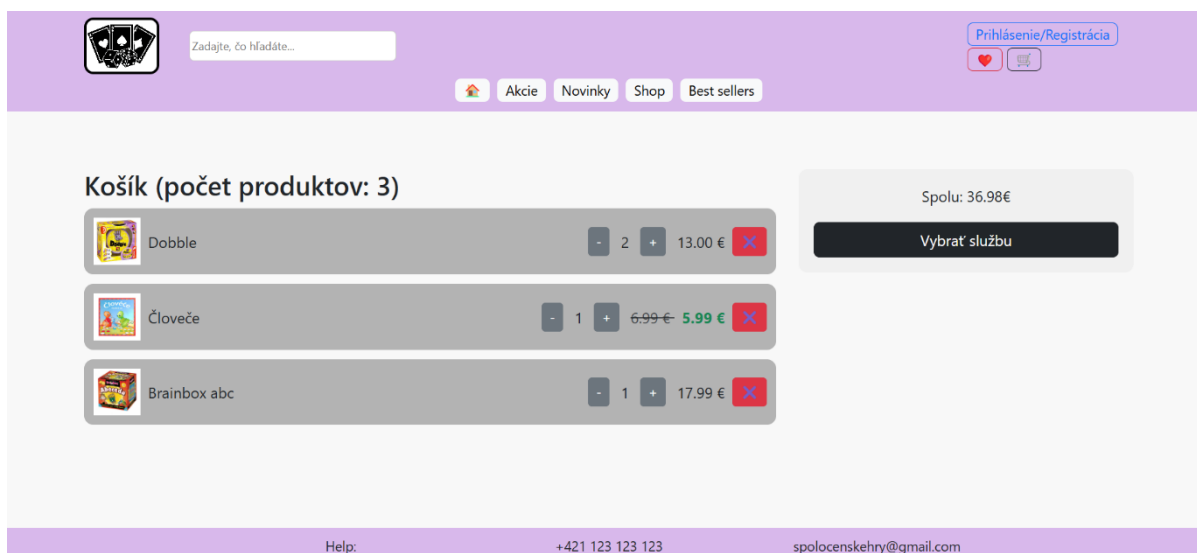 Zadajte, čo hľadáte...
Prihlásenie/Registrácia
Akcie Novinky Shop Best sellers
Košík (počet produktov: 3)
Dobble - 2 + 13.00 €
Človeče - 1 + 6.99 € 5.99 €
Brainbox abc - 1 + 17.99 €
Spolu: 36.98€
Vybrať službu
Help: +421 123 123 123 spolocenskehry@gmail.com